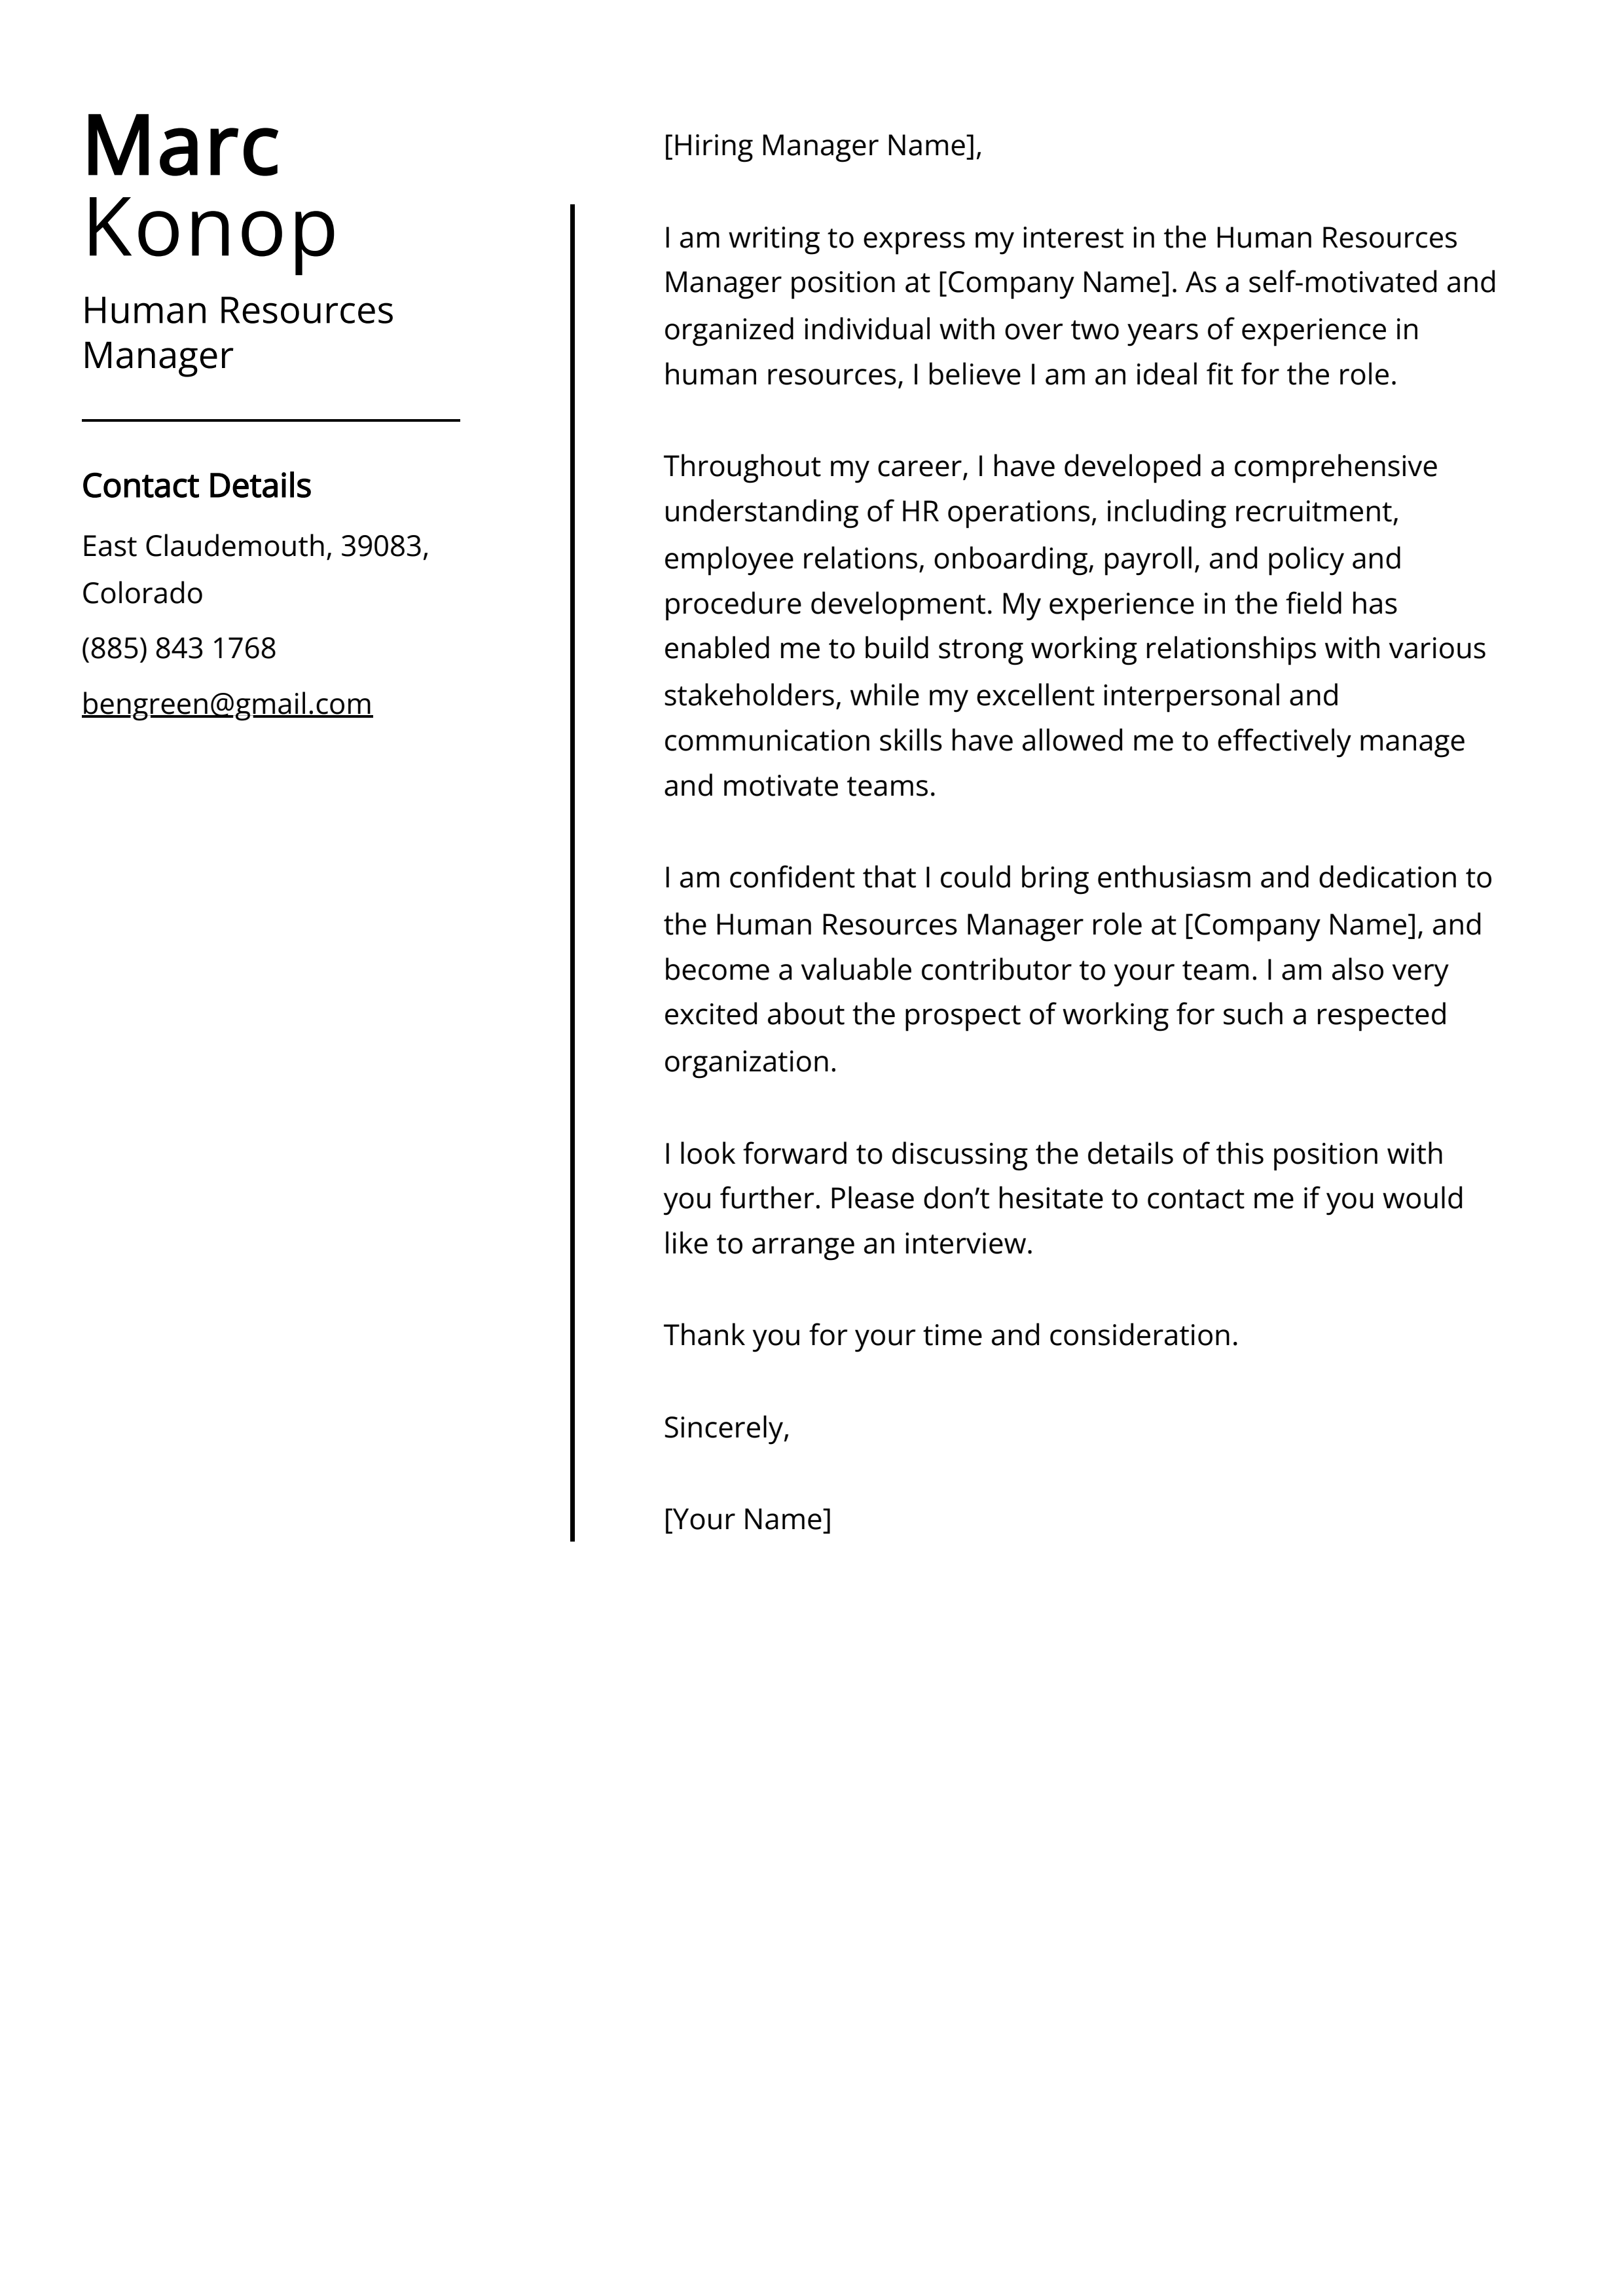 Marc
Konop
Human Resources
Manager
Contact Details
East Claudemouth, 39083,
Colorado
(885) 843 1768
bengreen@gmail.com
[Hiring Manager Name],
I am writing to express my interest in the Human Resources
Manager position at [Company Name]. As a self-motivated and
organized individual with over two years of experience in
human resources, I believe I am an ideal fit for the role.
Throughout my career, I have developed a comprehensive
understanding of HR operations, including recruitment,
employee relations, onboarding, payroll, and policy and
procedure development. My experience in the field has
enabled me to build strong working relationships with various
stakeholders, while my excellent interpersonal and
communication skills have allowed me to effectively manage
and motivate teams.
I am confident that I could bring enthusiasm and dedication to
the Human Resources Manager role at [Company Name], and
become a valuable contributor to your team. I am also very
excited about the prospect of working for such a respected
organization.
I look forward to discussing the details of this position with
you further. Please don’t hesitate to contact me if you would
like to arrange an interview.
Thank you for your time and consideration.
Sincerely,
[Your Name]